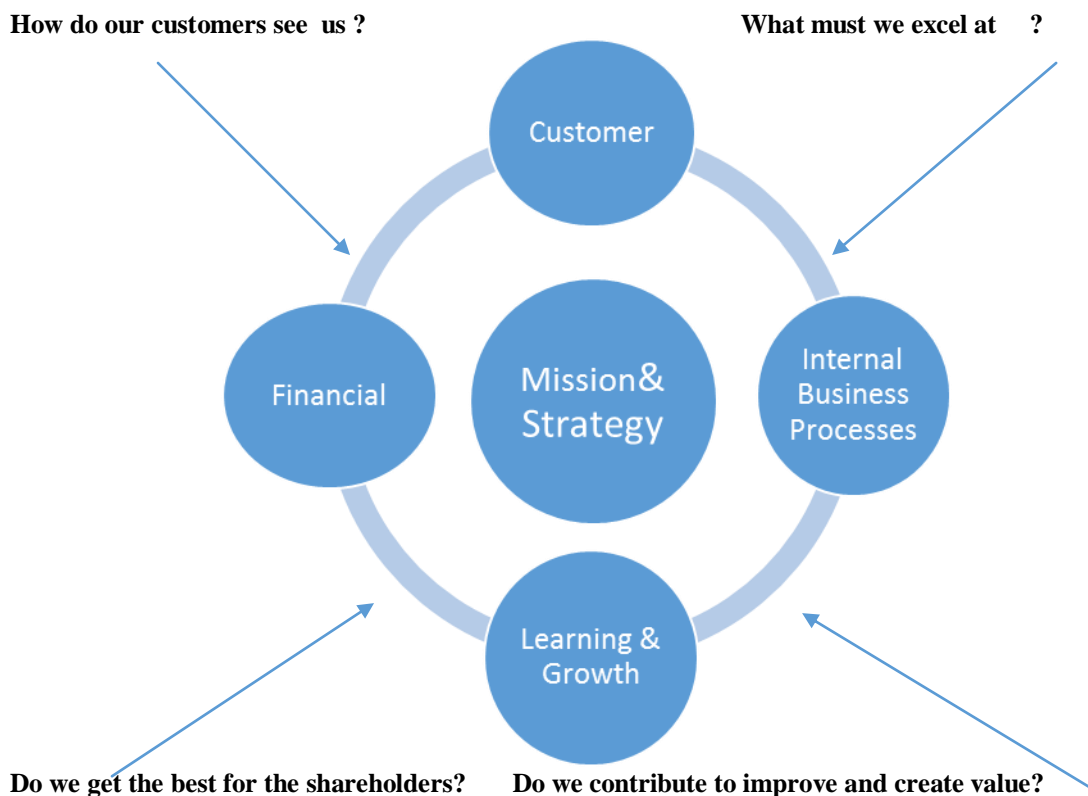 How do our customers see us ?
What must we excel at ?
Customer
Financial
Mission&
Strategy
Internal
Business
Processes
Learning &
Growth
Do we get the best for the shareholders?
Do we contribute to improve and create value?